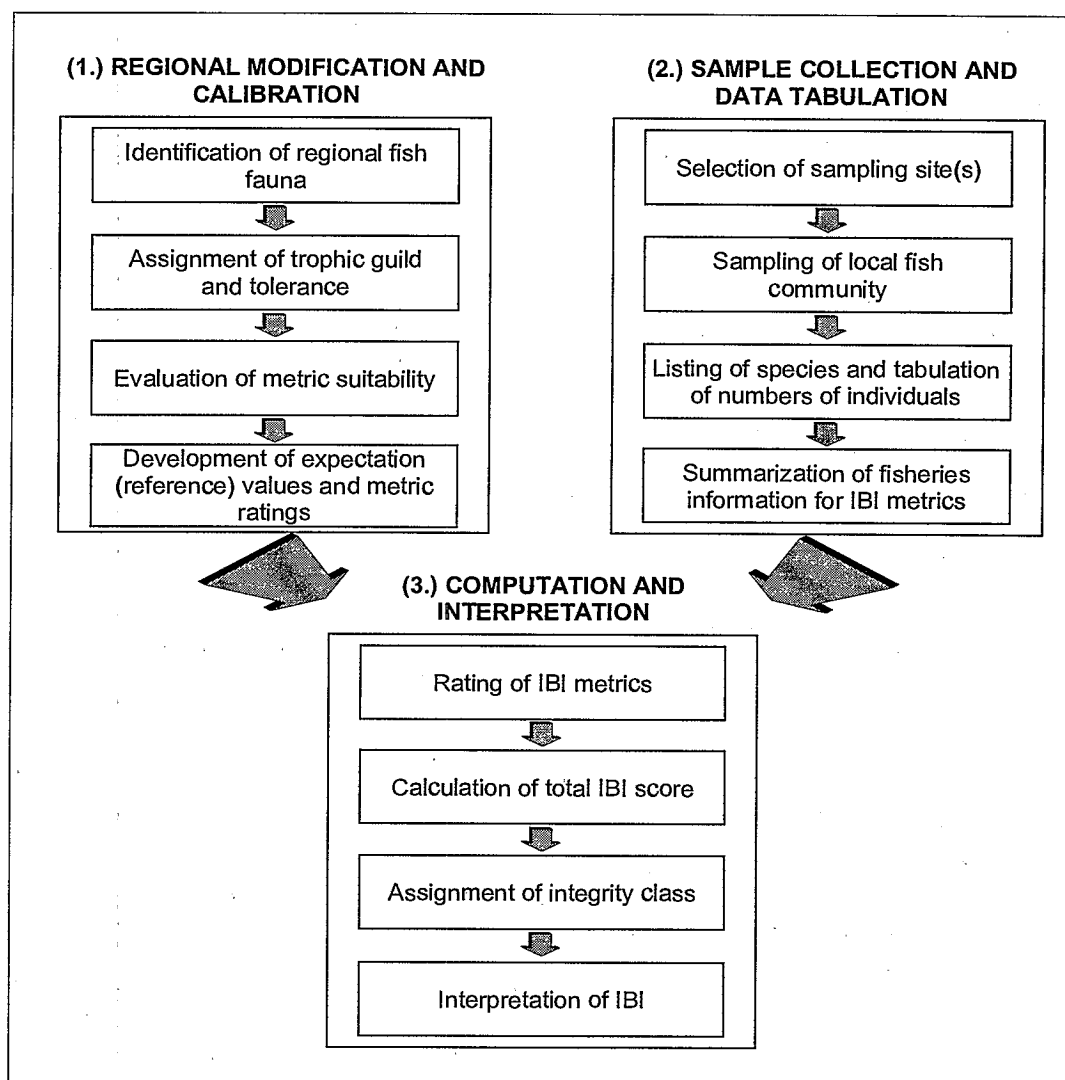 (1.) REGIONAL MODIFICATION AND
CALIBRATION
Identification of regional fish
fauna
Assignment of trophic guild
and tolerance
Evaluation of metric suitability
Development of expectation
(reference) values and metric
ratings
(2.) SAMPLE COLLECTION AND
DATA TABULATION
Selection of sampling site(s)
Sampling of local fish
community
Listing of species and tabulation
of numbers of individuals
Summarization of fisheries
information for IBI metrics
(3.) COMPUTATION AND
INTERPRETATION
Rating of IBI metrics
Calculation of total IBI score
Assignment of integrity class
Interpretation of IBI